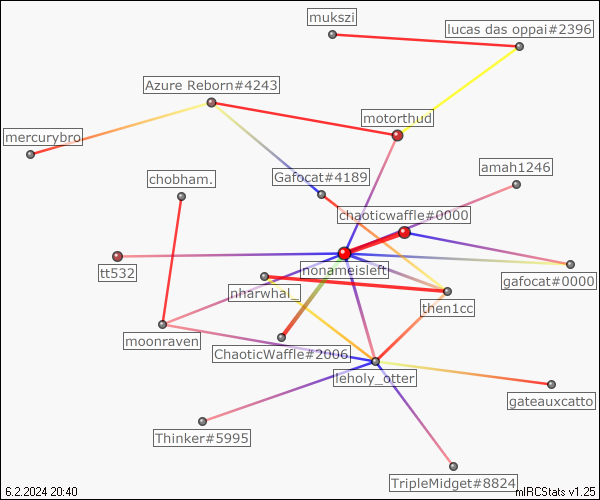 mukszi
lucas das oppai#2396
Azure Reborn#4243
motorthud
mercurybro
amah1246
chobham.
Gafocat#4189
chaoticwaffle#0000
tt532
nonameisleft
gafocat#0000
nharwhal_
then1cc
moonraven
ChaoticWaffle#2006
leholy_otter
gateauxcatto
Thinker#5995
TripleMidget#8824
6.2.2024 20:40
mIRCStats v1.25